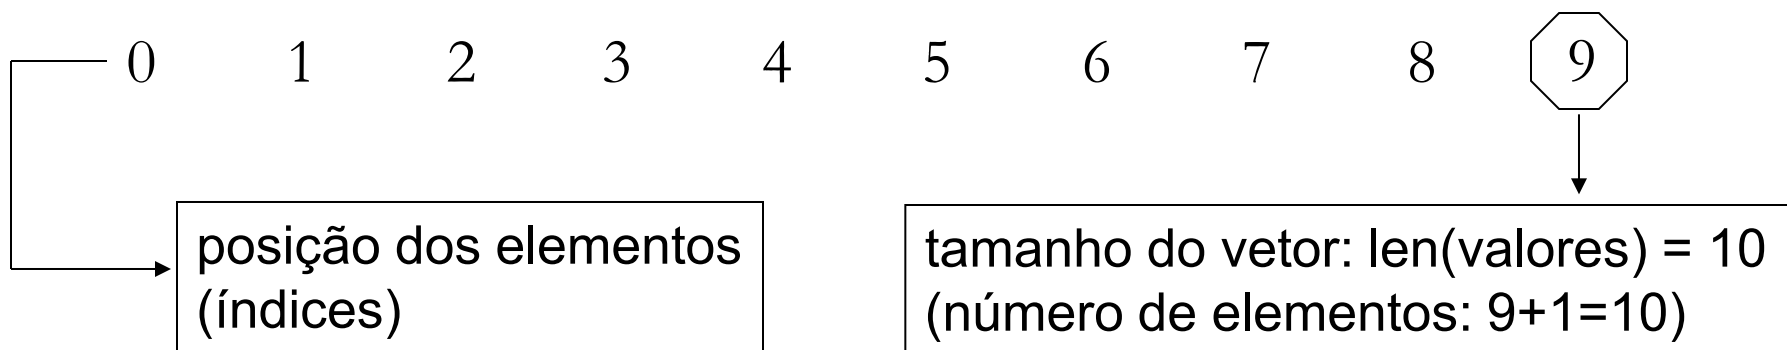 0 1 2 3 4 5 6 7 8 9
posição dos elementos
(índices)
tamanho do vetor: len(valores) = 10
(número de elementos: 9+1=10)